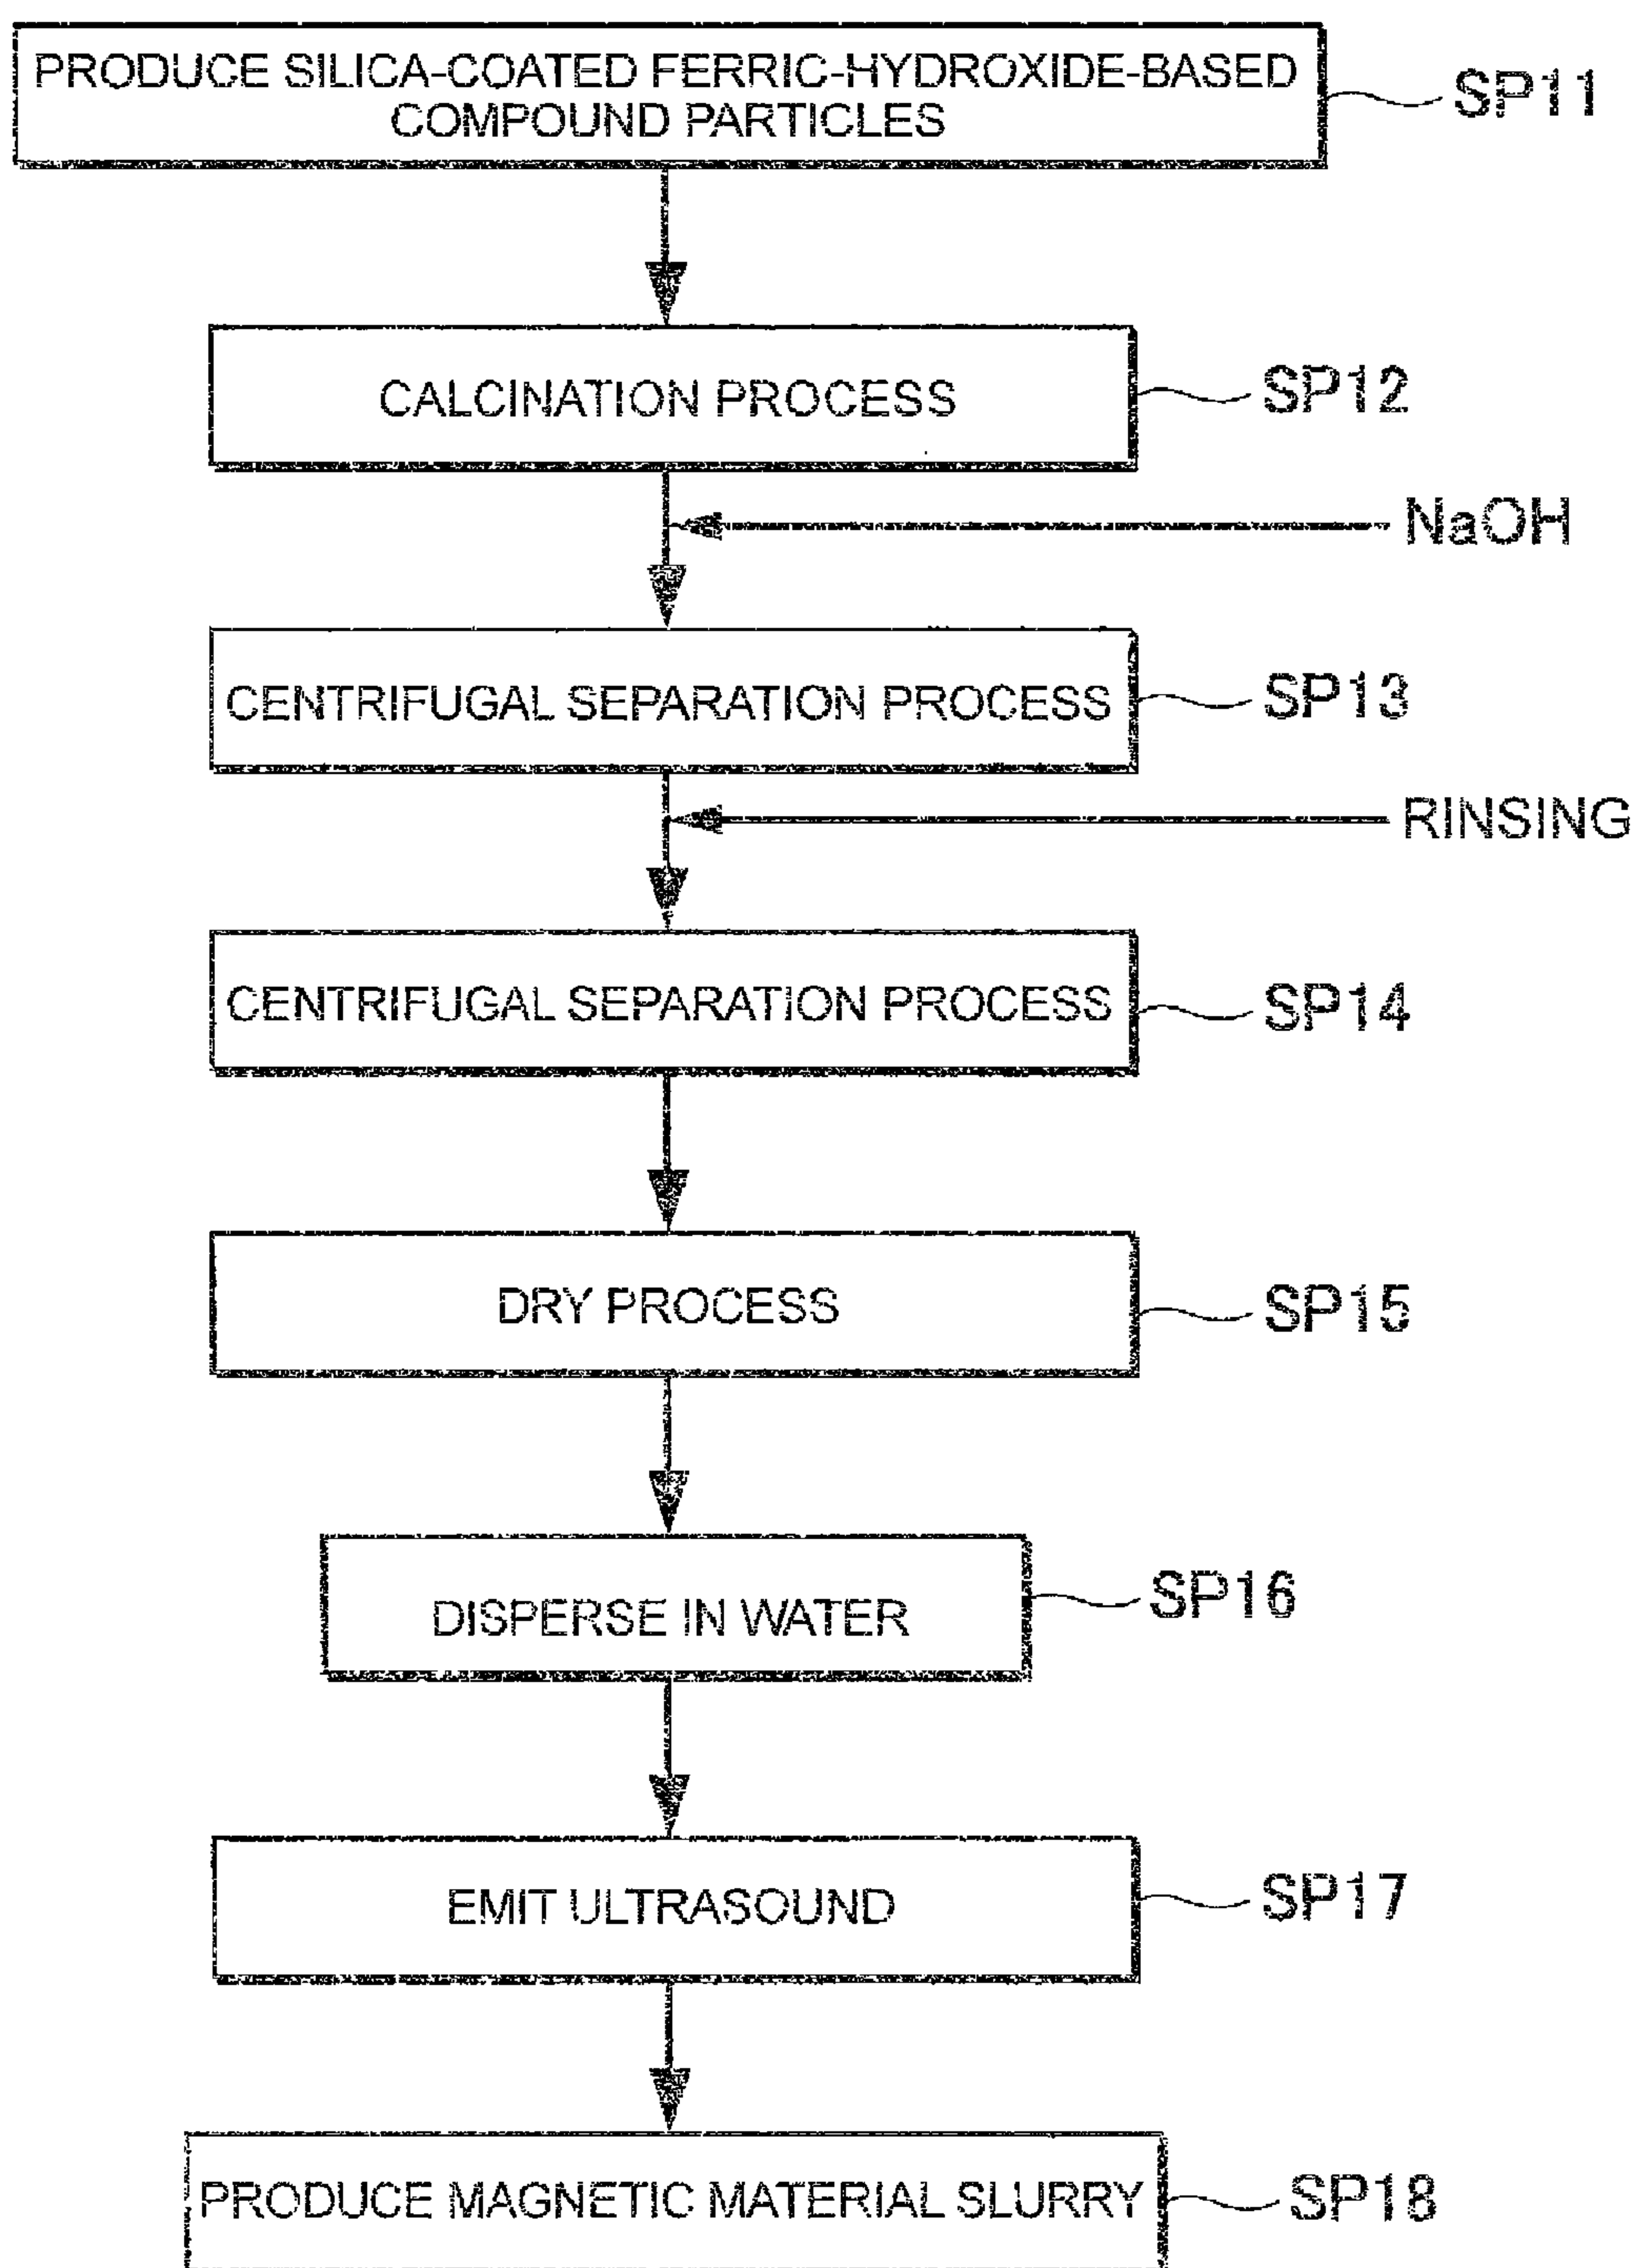 PRODUCE SILICA-COATED FERRIC-HYDROXIDE-BASED
COMPOUND PARTICLES
SP11
CALCINATION PROCESS
SP12
NaOH
CENTRIFUGAL SEPARATION PROCESS
SP13
RINSING
CENTRIFUGAL SEPARATION PROCESS
SP14
DRY PROCESS
SP15
DISPERSE IN WATER
SP16
EMIT ULTRASOUND
SP17
PRODUCE MAGNETIC MATERIAL SLURRY
SP18